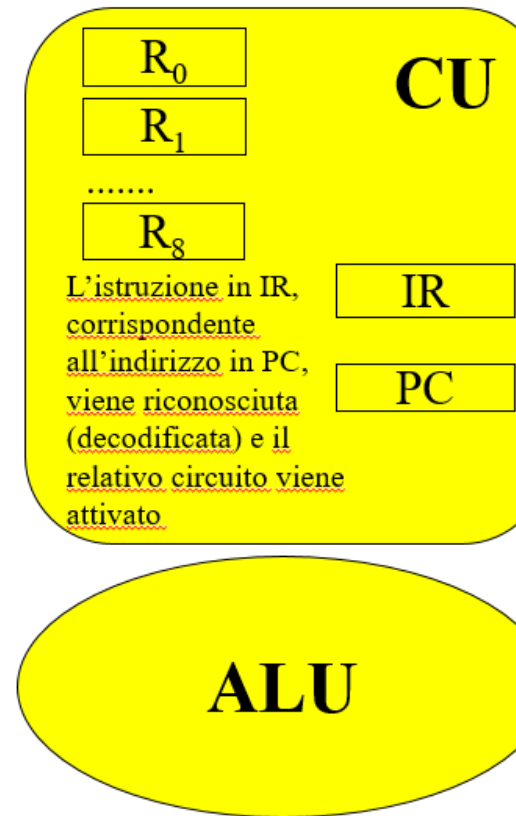 R₀
CU
R₁
.......
R₈
L’istruzione in IR,
corrispondente
all’indirizzo in PC,
viene riconosciuta
(decodificata) e il
relativo circuito viene
attivato
IR
PC
ALU